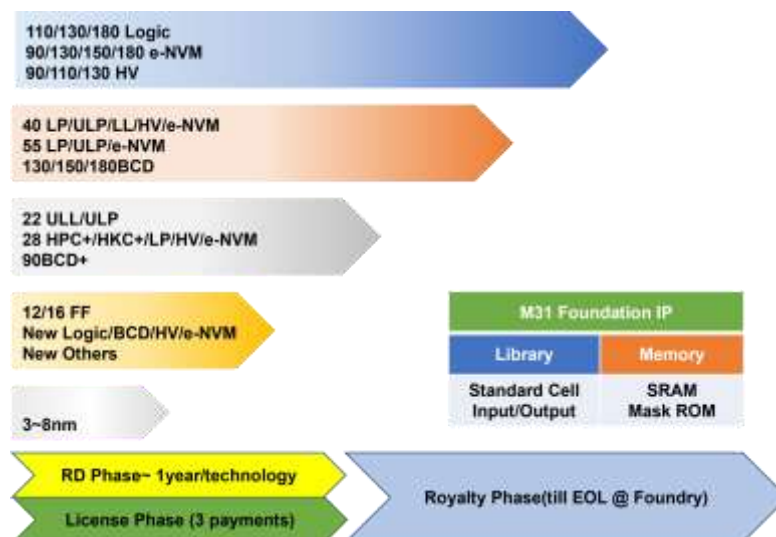 110/130/180 Logic
90/130/150/180 e-NVM
90/110/130 HV
40 LP/ULP/LL/HV/e-NVM
55 LP/ULP/e-NVM
130/150/180BCD
22 ULL/ULP
28 HPC+/HKC+/LP/HV/e-NVM
90BCD+
12/16 FF
New Logic/BCD/HV/e-NVM
New Others
3~8nm
M31 Foundation IP
Library
Memory
Standard Cell
Input/Output
SRAM
Mask ROM
RD Phase~ 1year/technology
License Phase (3 payments)
Royalty Phase(till EOL @ Foundry)